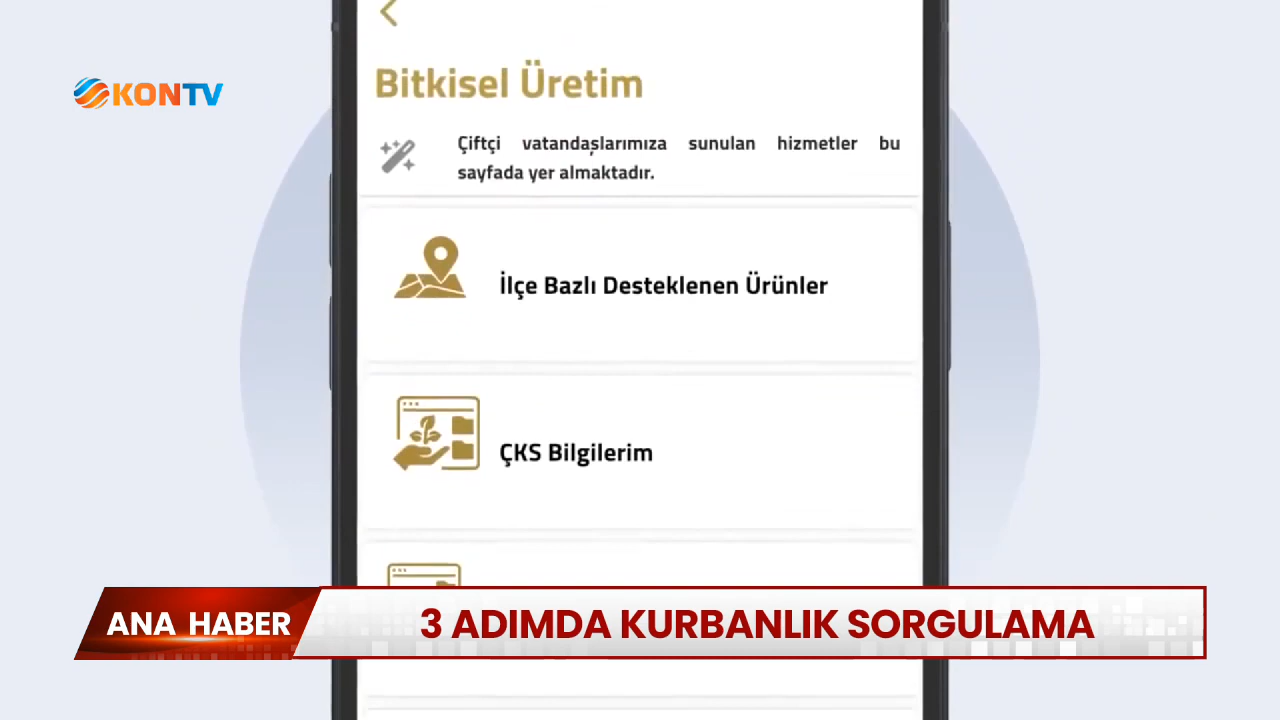 KONTV
Bitkisel Üretim
Çiftçi vatandaşlarımıza sunulan hizmetler bu
sayfada yer almaktadır.
İlçe Bazlı Desteklenen Ürünler
ÇKS Bilgilerim
ANA HABER
3 ADIMDA KURBANLIK SORGULAMA